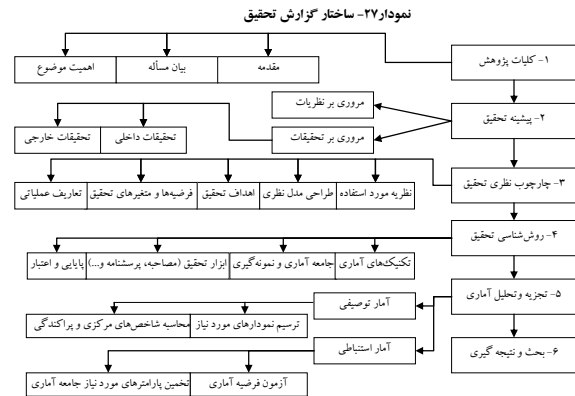 نمودار۲۷- ساختار گزارش تحقیق
۱- کلیات پژوهش
مقدمه
بیان مسأله
اهمیت موضوع
۲- پیشینه تحقیق
مروری بر نظریات
مروری بر تحقیقات
تحقیقات داخلی
تحقیقات خارجی
۳- چارچوب نظری تحقیق
نظریه مورد استفاده
طراحی مدل نظری
اهداف تحقیق
فرضیه‌ها و متغیرهای تحقیق
تعاریف عملیاتی
۴- روش‌شناسی تحقیق
تکنیک‌های آماری
جامعه آماری و نمونه‌گیری
ابزار تحقیق (مصاحبه، پرسشنامه و...)
پایایی و اعتبار
۵- تجزیه وتحلیل آماری
آمار توصیفی
ترسیم نمودارهای مورد نیاز
محاسبه شاخص‌های مرکزی و پراکندگی
آمار استنباطی
آزمون فرضیه آماری
تخمین پارامترهای مورد نیاز جامعه آماری
۶- بحث و نتیجه گیری